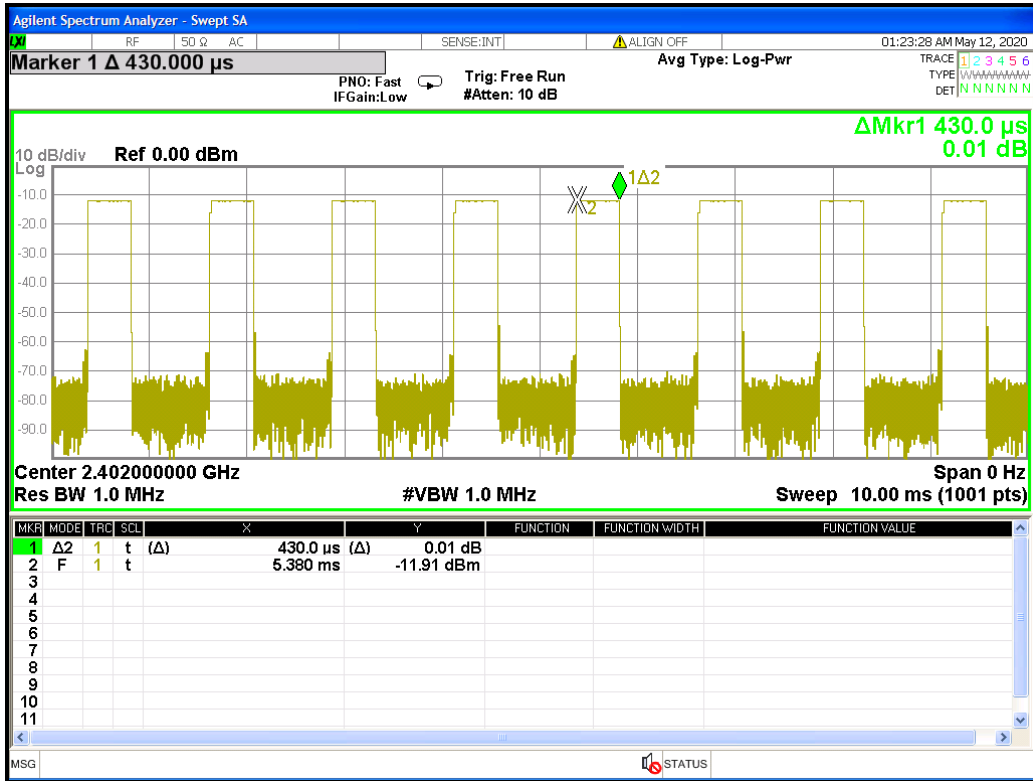 Agilent Spectrum Analyzer - Swept SA
LXI RF 50 Ω AC SENSE:INT ALIGN OFF 01:23:28 AM May 12, 2020
Marker 1 Δ 430.000 µs
PNO: Fast
IFGain:Low
Trig: Free Run
#Atten: 10 dB
Avg Type: Log-Pwr
TRACE 1 2 3 4 5 6
TYPE WWWWWW
DET N N N N N N
ΔMkr1 430.0 µs
0.01 dB
10 dB/div Ref 0.00 dBm
Log
-10.0
1Δ2
2
-20.0
-30.0
-40.0
-50.0
-60.0
-70.0
-80.0
-90.0
Center 2.402000000 GHz Span 0 Hz
Res BW 1.0 MHz #VBW 1.0 MHz Sweep 10.00 ms (1001 pts)
MKR MODE TRC SCL X Y FUNCTION FUNCTION WIDTH FUNCTION VALUE
1 Δ2 1 t (Δ) 430.0 µs (Δ) 0.01 dB
2 F 1 t 5.380 ms -11.91 dBm
3
4
5
6
7
8
9
10
11
MSG STATUS